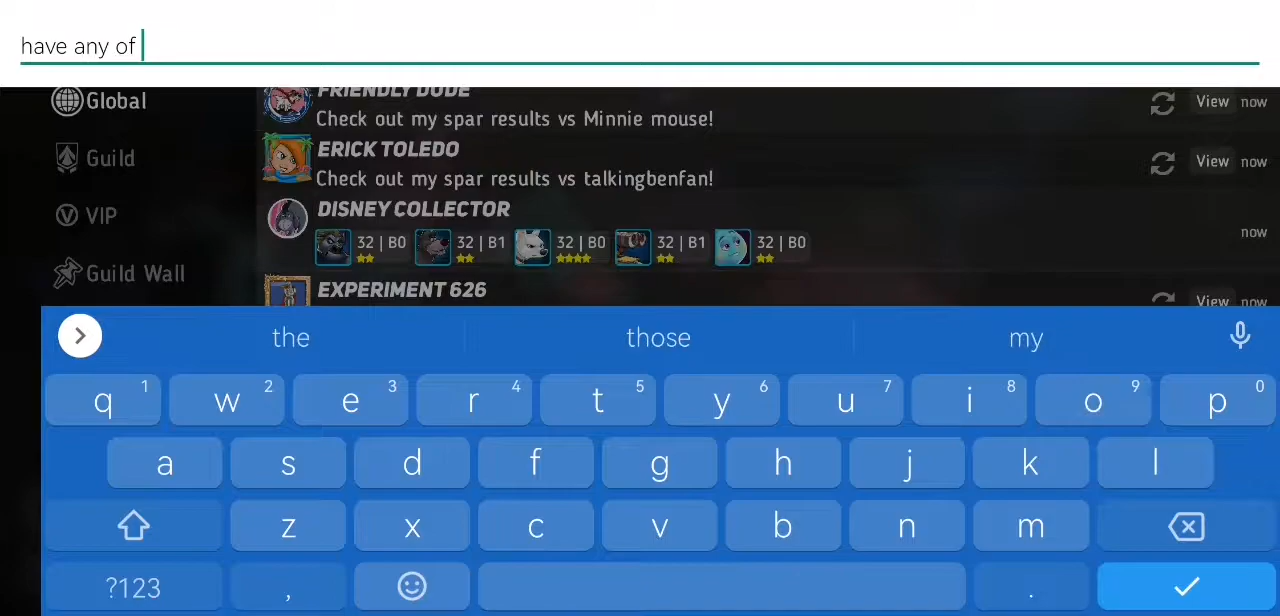 have any of
Global
FRIENDLY DUDE
Check out my spar results vs Minnie mouse!
View now
Guild
ERICK TOLEDO
Check out my spar results vs talkingbenfan!
View now
VIP
DISNEY COLLECTOR
32 | B0 32 | B1 32 | B0 32 | B1 32 | B0
now
Guild Wall
EXPERIMENT 626
View now
the those my
q 1 w 2 e 3 r 4 t 5 y 6 u 7 i 8 o 9 p 0
a s d f g h j k l
z x c v b n m
?123 , .